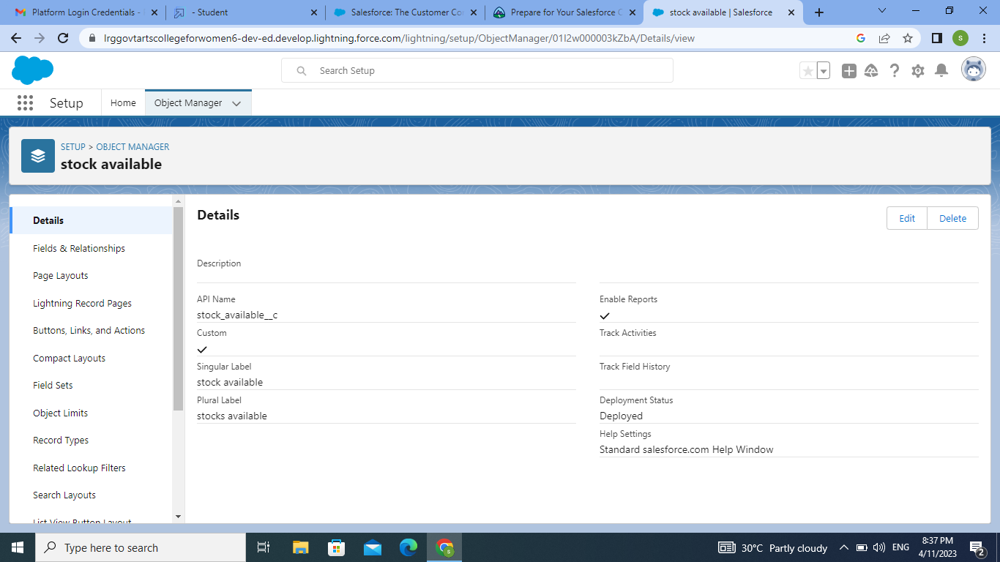 Platform Login Credentials -
- Student
Salesforce: The Customer Co
Prepare for Your Salesforce C
stock available | Salesforce
lrggovtartscollegeforwomen6-dev-ed.develop.lightning.force.com/lightning/setup/ObjectManager/01I2w000003kZbA/Details/view
S
Search Setup
Setup
Home
Object Manager
SETUP > OBJECT MANAGER
stock available
Details
Fields & Relationships
Page Layouts
Lightning Record Pages
Buttons, Links, and Actions
Compact Layouts
Field Sets
Object Limits
Record Types
Related Lookup Filters
Search Layouts
List View Button Layout
Details
Edit
Delete
Description
API Name
stock_available__c
Custom
Singular Label
stock available
Plural Label
stocks available
Enable Reports
Track Activities
Track Field History
Deployment Status
Deployed
Help Settings
Standard salesforce.com Help Window
Type here to search
S
30°C Partly cloudy
ENG
8:37 PM
4/11/2023
2